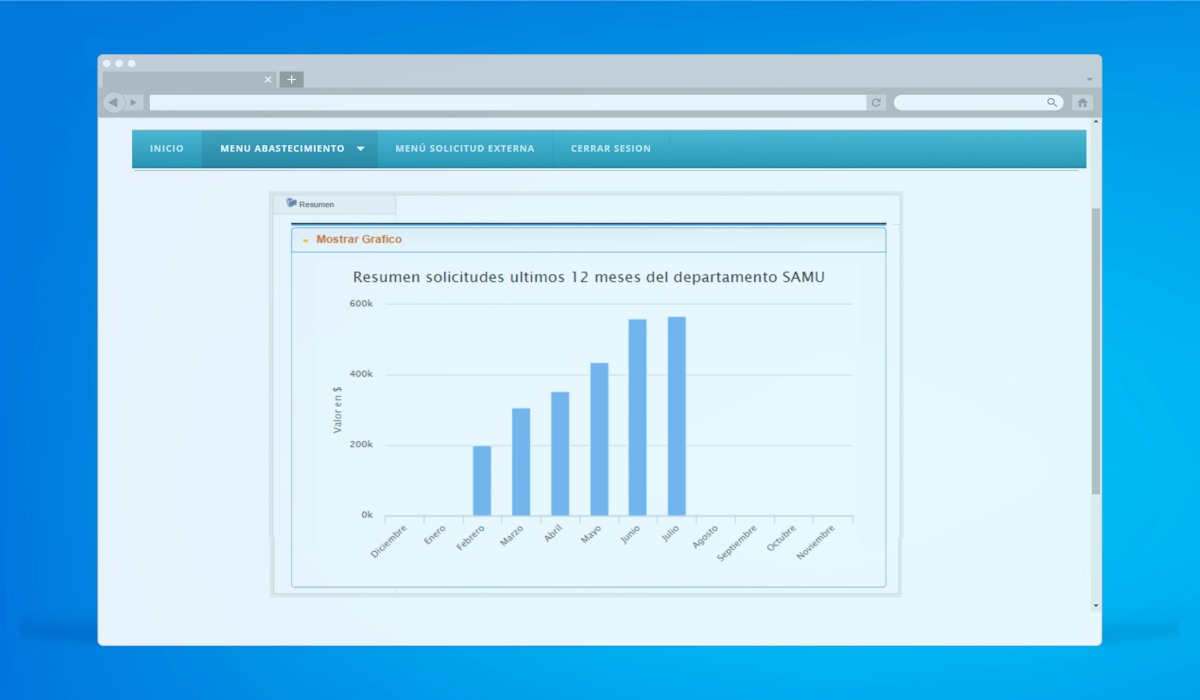 INICIO
MENU ABASTECIMIENTO
MENÚ SOLICITUD EXTERNA
CERRAR SESION
Resumen
Mostrar Grafico
Resumen solicitudes ultimos 12 meses del departamento SAMU
Valor en $
600k
400k
200k
0k
Diciembre
Enero
Febrero
Marzo
Abril
Mayo
Junio
Julio
Agosto
Septiembre
Octubre
Noviembre